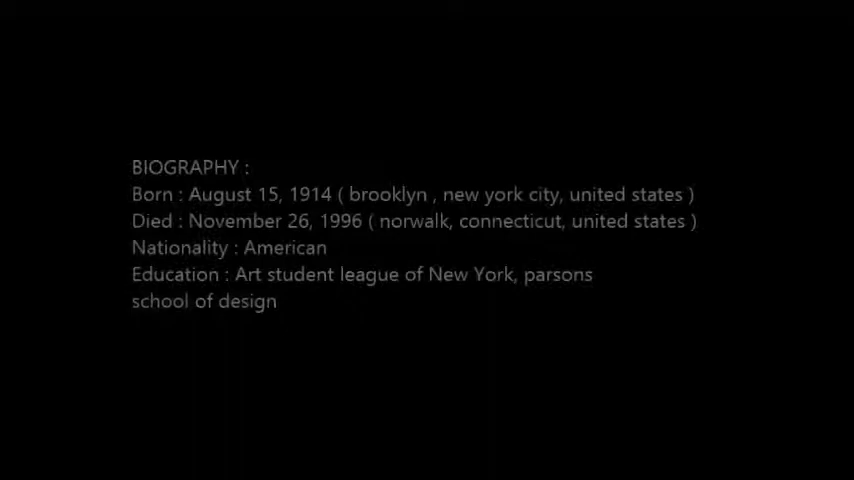 BIOGRAPHY :
Born : August 15, 1914 ( brooklyn , new york city, united states )
Died : November 26, 1996 ( norwalk, connecticut, united states )
Nationality : American
Education : Art student league of New York, parsons
school of design